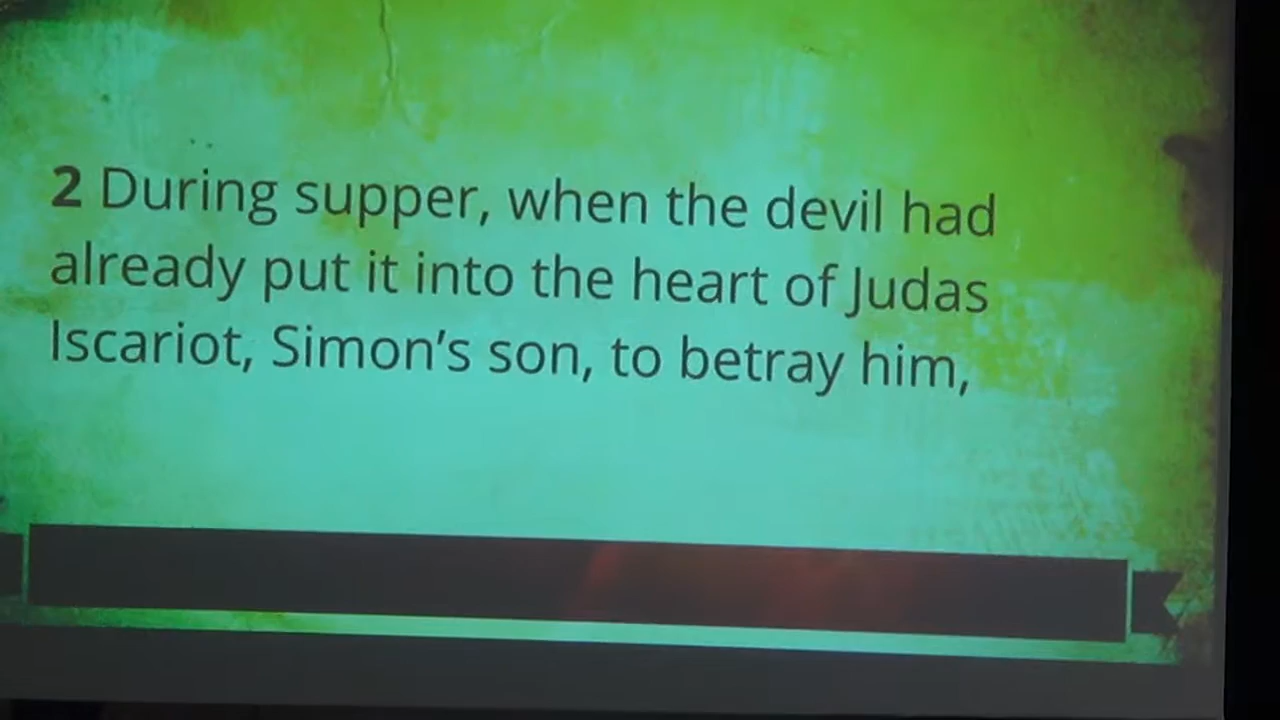 2 During supper, when the devil had
already put it into the heart of Judas
Iscariot, Simon’s son, to betray him,